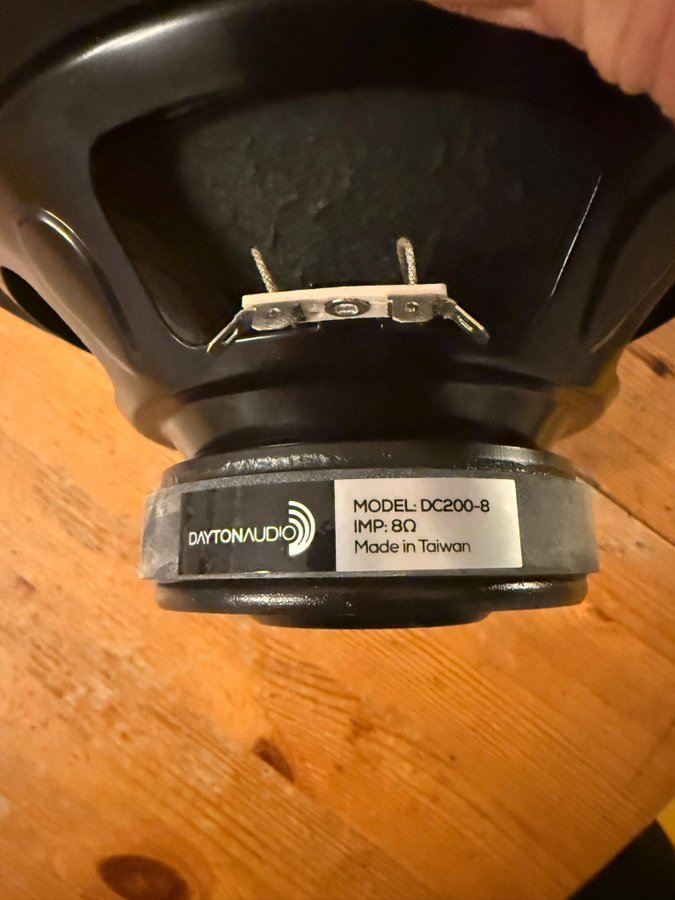 DAYTONAUDIO
MODEL: DC200-8
IMP: 8Ω
Made in Taiwan